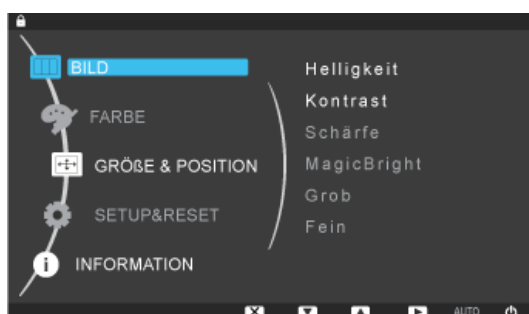 BILD
FARBE
GRÖßE & POSITION
SETUP&RESET
INFORMATION
Helligkeit
Kontrast
Schärfe
MagicBright
Grob
Fein
AUTO